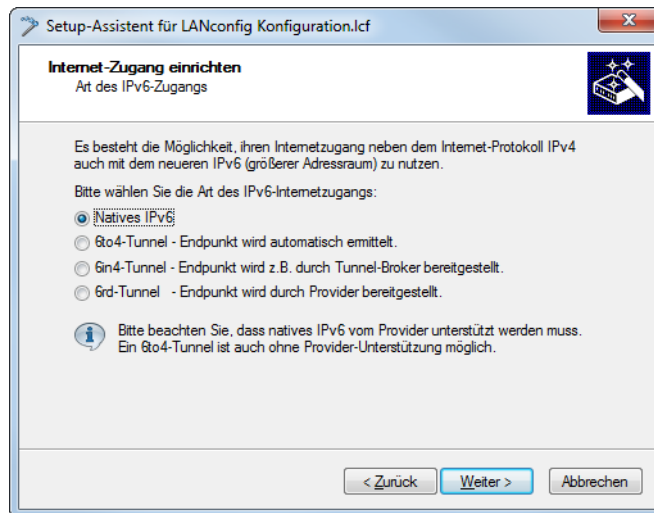 Setup-Assistent für LANconfig Konfiguration.lcf
Internet-Zugang einrichten
Art des IPv6-Zugangs
Es besteht die Möglichkeit, ihren Internetzugang neben dem Internet-Protokoll IPv4
auch mit dem neueren IPv6 (größerer Adressraum) zu nutzen.
Bitte wählen Sie die Art des IPv6-Internetzugangs:
Natives IPv6
6to4-Tunnel - Endpunkt wird automatisch ermittelt.
6in4-Tunnel - Endpunkt wird z.B. durch Tunnel-Broker bereitgestellt.
6rd-Tunnel - Endpunkt wird durch Provider bereitgestellt.
Bitte beachten Sie, dass natives IPv6 vom Provider unterstützt werden muss.
Ein 6to4-Tunnel ist auch ohne Provider-Unterstützung möglich.
< Zurück Weiter > Abbrechen